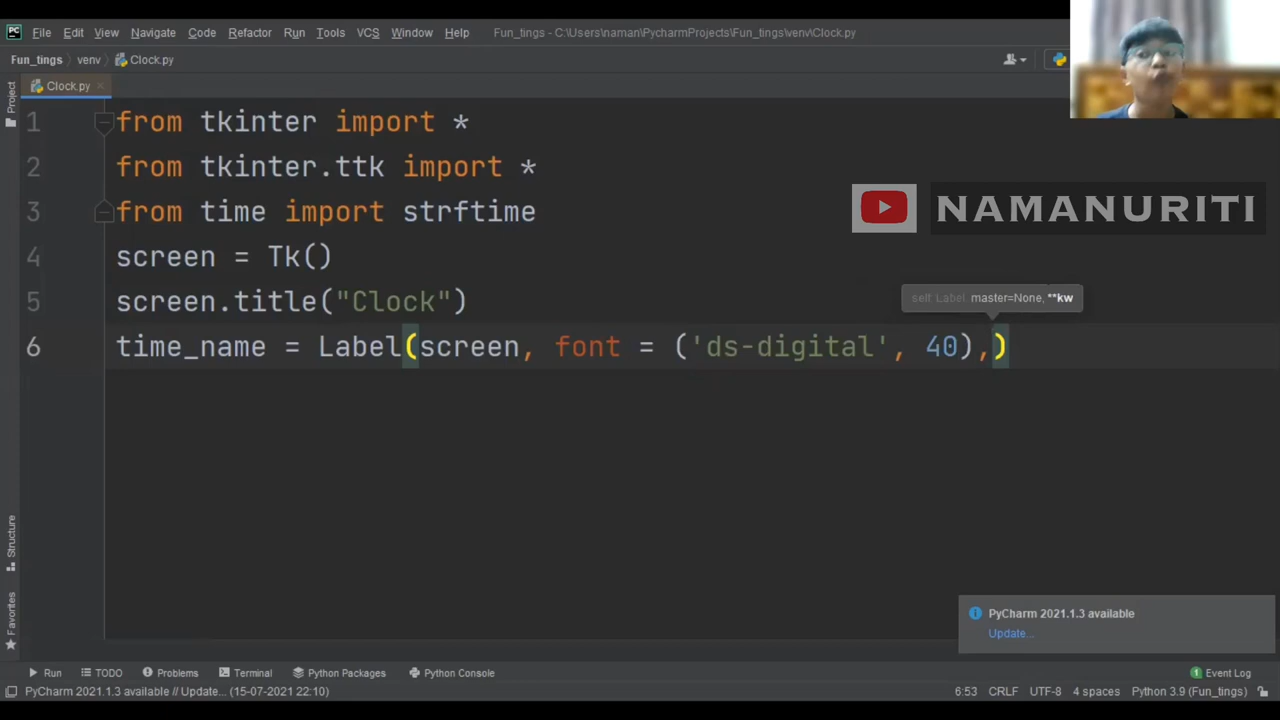 PC File Edit View Navigate Code Refactor Run Tools VCS Window Help Fun_tings - C:\Users\naman\PycharmProjects\Fun_tings\venv\Clock.py
Fun_tings venv Clock.py
Clock.py
Project
1 from tkinter import *
2 from tkinter.ttk import *
3 from time import strftime
NAMANURITI
4 screen = Tk()
5 screen.title("Clock")
self: Label, master=None, **kw
6 time_name = Label(screen, font = ('ds-digital', 40),)
Structure
Favorites
PyCharm 2021.1.3 available
Update...
Run TODO Problems Terminal Python Packages Python Console 1 Event Log
PyCharm 2021.1.3 available // Update... (15-07-2021 22:10) 6:53 CRLF UTF-8 4 spaces Python 3.9 (Fun_tings)